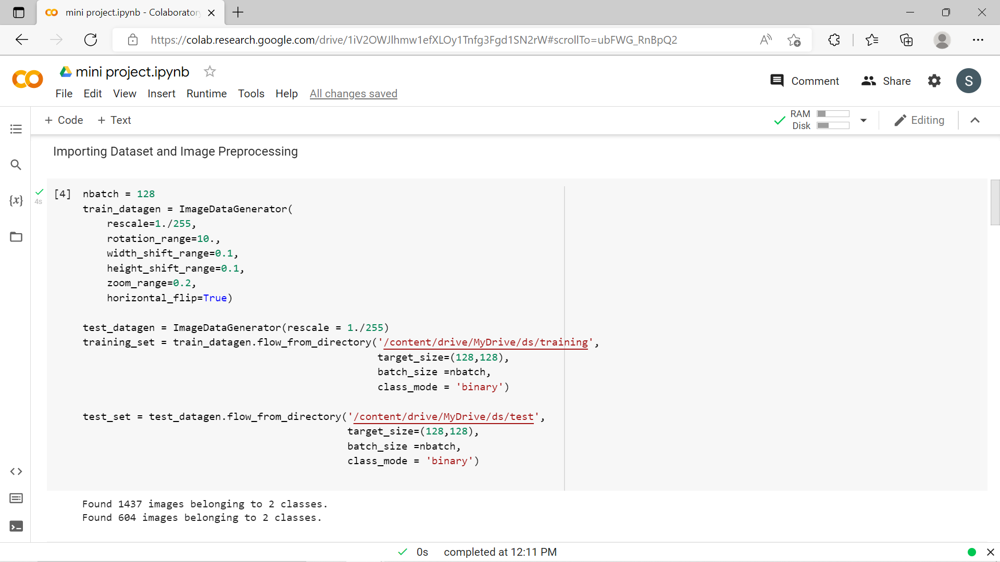 mini project.ipynb - Colaborator
https://colab.research.google.com/drive/1iV2OWJlhmw1efXLOy1Tnfg3Fgd1SN2rW#scrollTo=ubFWG_RnBpQ2
mini project.ipynb
Comment
Share
S
File Edit View Insert Runtime Tools Help All changes saved
+ Code + Text
RAM
Disk
Editing
Importing Dataset and Image Preprocessing
4s
[4] nbatch = 128
train_datagen = ImageDataGenerator(
    rescale=1./255,
    rotation_range=10.,
    width_shift_range=0.1,
    height_shift_range=0.1,
    zoom_range=0.2,
    horizontal_flip=True)
test_datagen = ImageDataGenerator(rescale = 1./255)
training_set = train_datagen.flow_from_directory('/content/drive/MyDrive/ds/training',
target_size=(128,128),
batch_size =nbatch,
class_mode = 'binary')
test_set = test_datagen.flow_from_directory('/content/drive/MyDrive/ds/test',
target_size=(128,128),
batch_size =nbatch,
class_mode = 'binary')
Found 1437 images belonging to 2 classes.
Found 604 images belonging to 2 classes.
0s completed at 12:11 PM